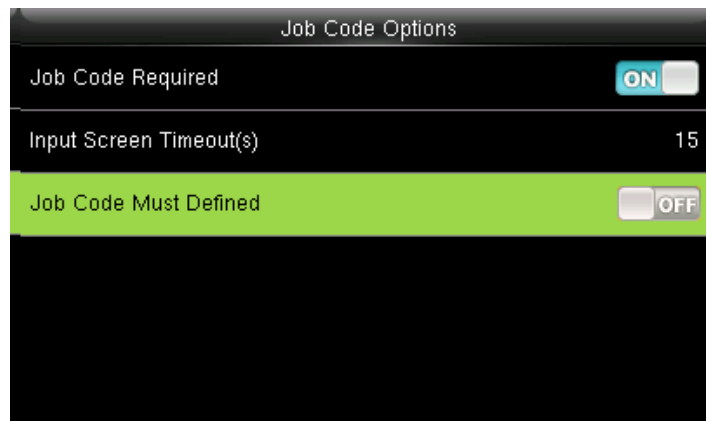 Job Code Options
Job Code Required ON
Input Screen Timeout(s) 15
Job Code Must Defined OFF